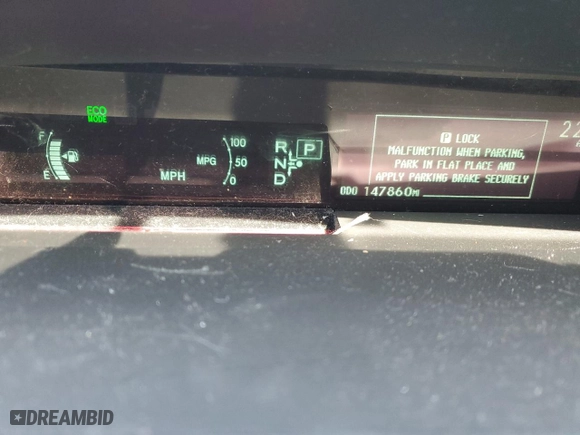 ECO
MODE
F
E
MPH
MPG
100
50
0
R
N
D
P
P LOCK
MALFUNCTION WHEN PARKING,
PARK IN FLAT PLACE AND
APPLY PARKING BRAKE SECURELY
ODO 147860MI
DREAMBID